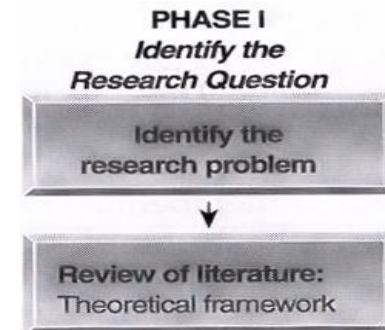 PHASE I
Identify the
Research Question
Identify the
research problem
Review of literature:
Theoretical framework